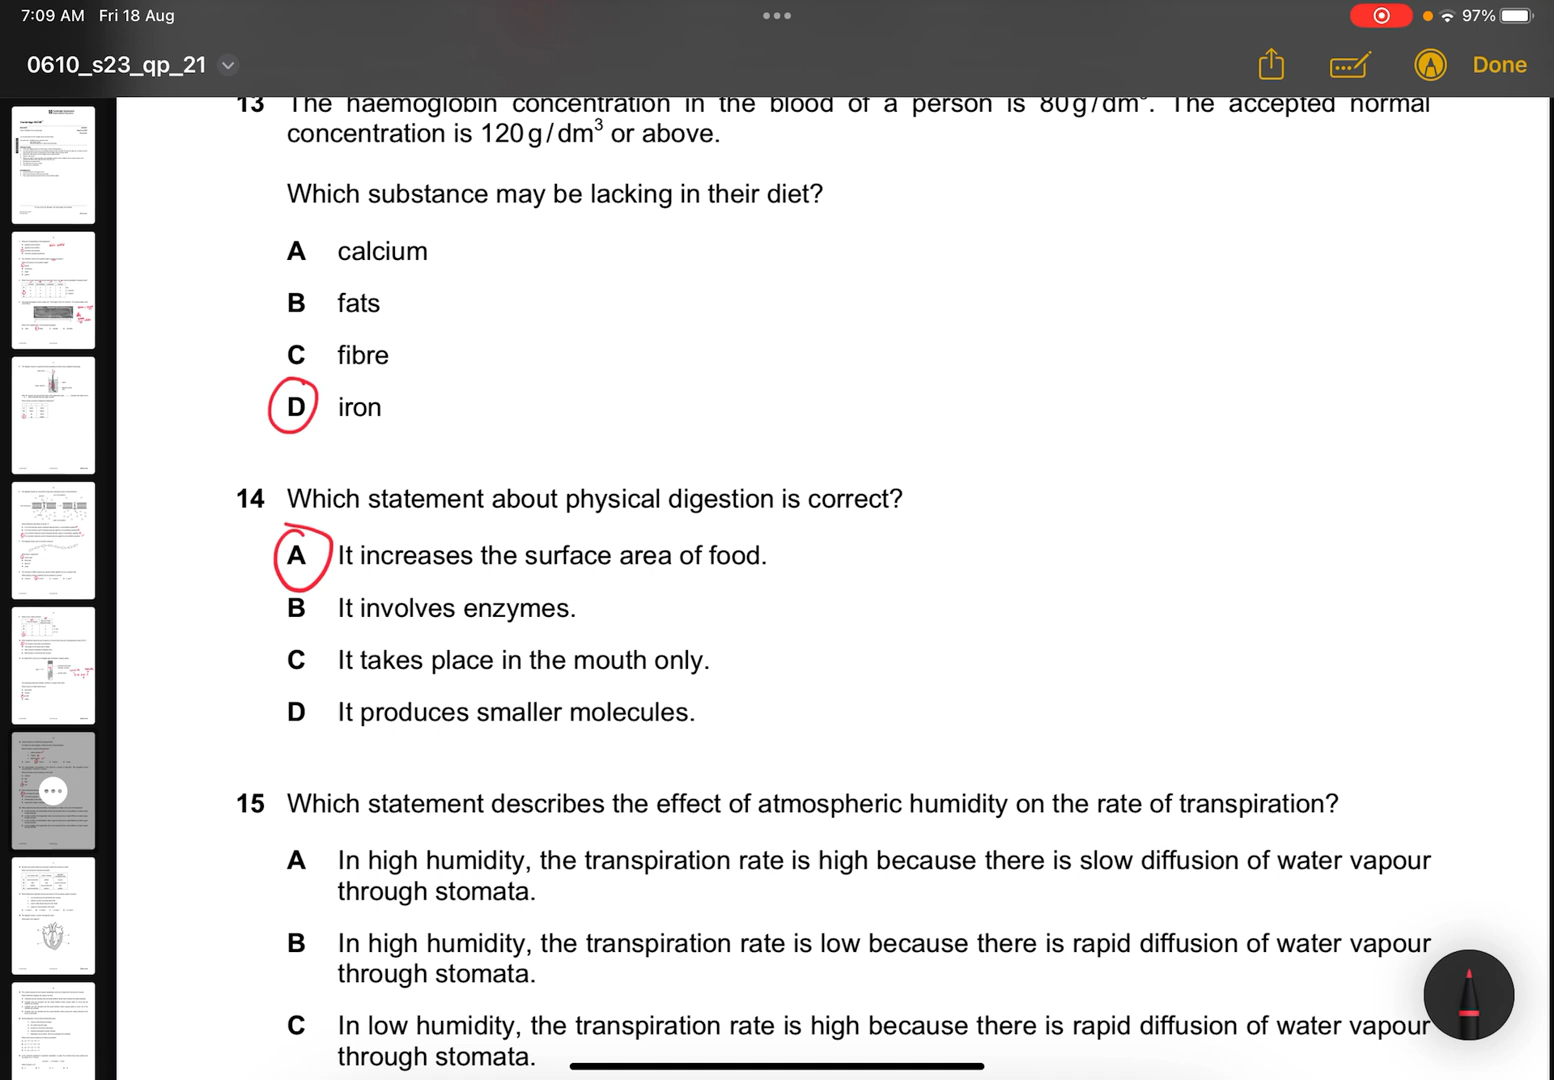 7:09 AM Fri 18 Aug
97%
0610_s23_qp_21
Done
13 The haemoglobin concentration in the blood of a person is 80 g / dm³. The accepted normal
concentration is 120 g / dm³ or above.
Which substance may be lacking in their diet?
A calcium
B fats
C fibre
D iron
14 Which statement about physical digestion is correct?
A It increases the surface area of food.
B It involves enzymes.
C It takes place in the mouth only.
D It produces smaller molecules.
15 Which statement describes the effect of atmospheric humidity on the rate of transpiration?
A In high humidity, the transpiration rate is high because there is slow diffusion of water vapour
through stomata.
B In high humidity, the transpiration rate is low because there is rapid diffusion of water vapour
through stomata.
C In low humidity, the transpiration rate is high because there is rapid diffusion of water vapour
through stomata.